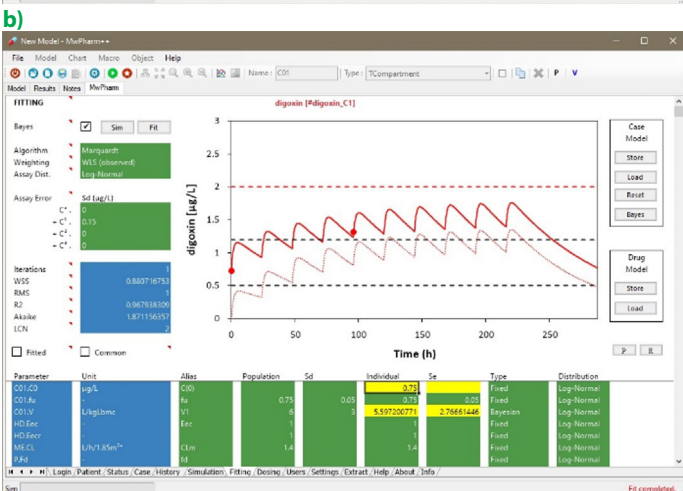 b)
New Model - MwPharm++
File Model Chart Macro Object Help
Name: C01 Type: TCompartment P V
Model Results Notes MwPharm
FITTING
digoxin [#digoxin_C1]
Bayes Sim Fit
Algorithm Marquardt
Weighting WLS (observed)
Assay Dist. Log-Normal
Assay Error Sd [µg/L]
0
0.15
0
0
Iterations 1
WSS 0.880716753
RMS 1
R2 0.967938309
Akaike 1.871156357
LCN 2
Fitted Common
digoxin [µg/L]
3
2.5
2
1.5
1
0.5
0
0 50 100 150 200 250
Time (h)
Case
Model
Store
Load
Reset
Bayes
Drug
Model
Store
Load
P R
Parameter Unit Alias Population Sd Individual Se Type Distribution
C01.C0 µg/L C(0) 0.75 Fixed Log-Normal
C01.fu - fu 0.75 0.05 0.75 0.05 Fixed Log-Normal
C01.V L/kgLbmc V1 6 3 5.597200771 2.76661446 Bayesian Log-Normal
HD.Eec - Eec 1 1 Fixed Log-Normal
HD.Eecr - 1 1 Fixed Log-Normal
ME.CL CLm 1.4 1.4 Fixed Log-Normal
P.Fd - fd Fixed Log-Normal
Login / Patient / Status / Case / History / Simulation / Fitting / Dosing / Users / Settings / Extract / Help / About / Info /
Sim Fit completed.